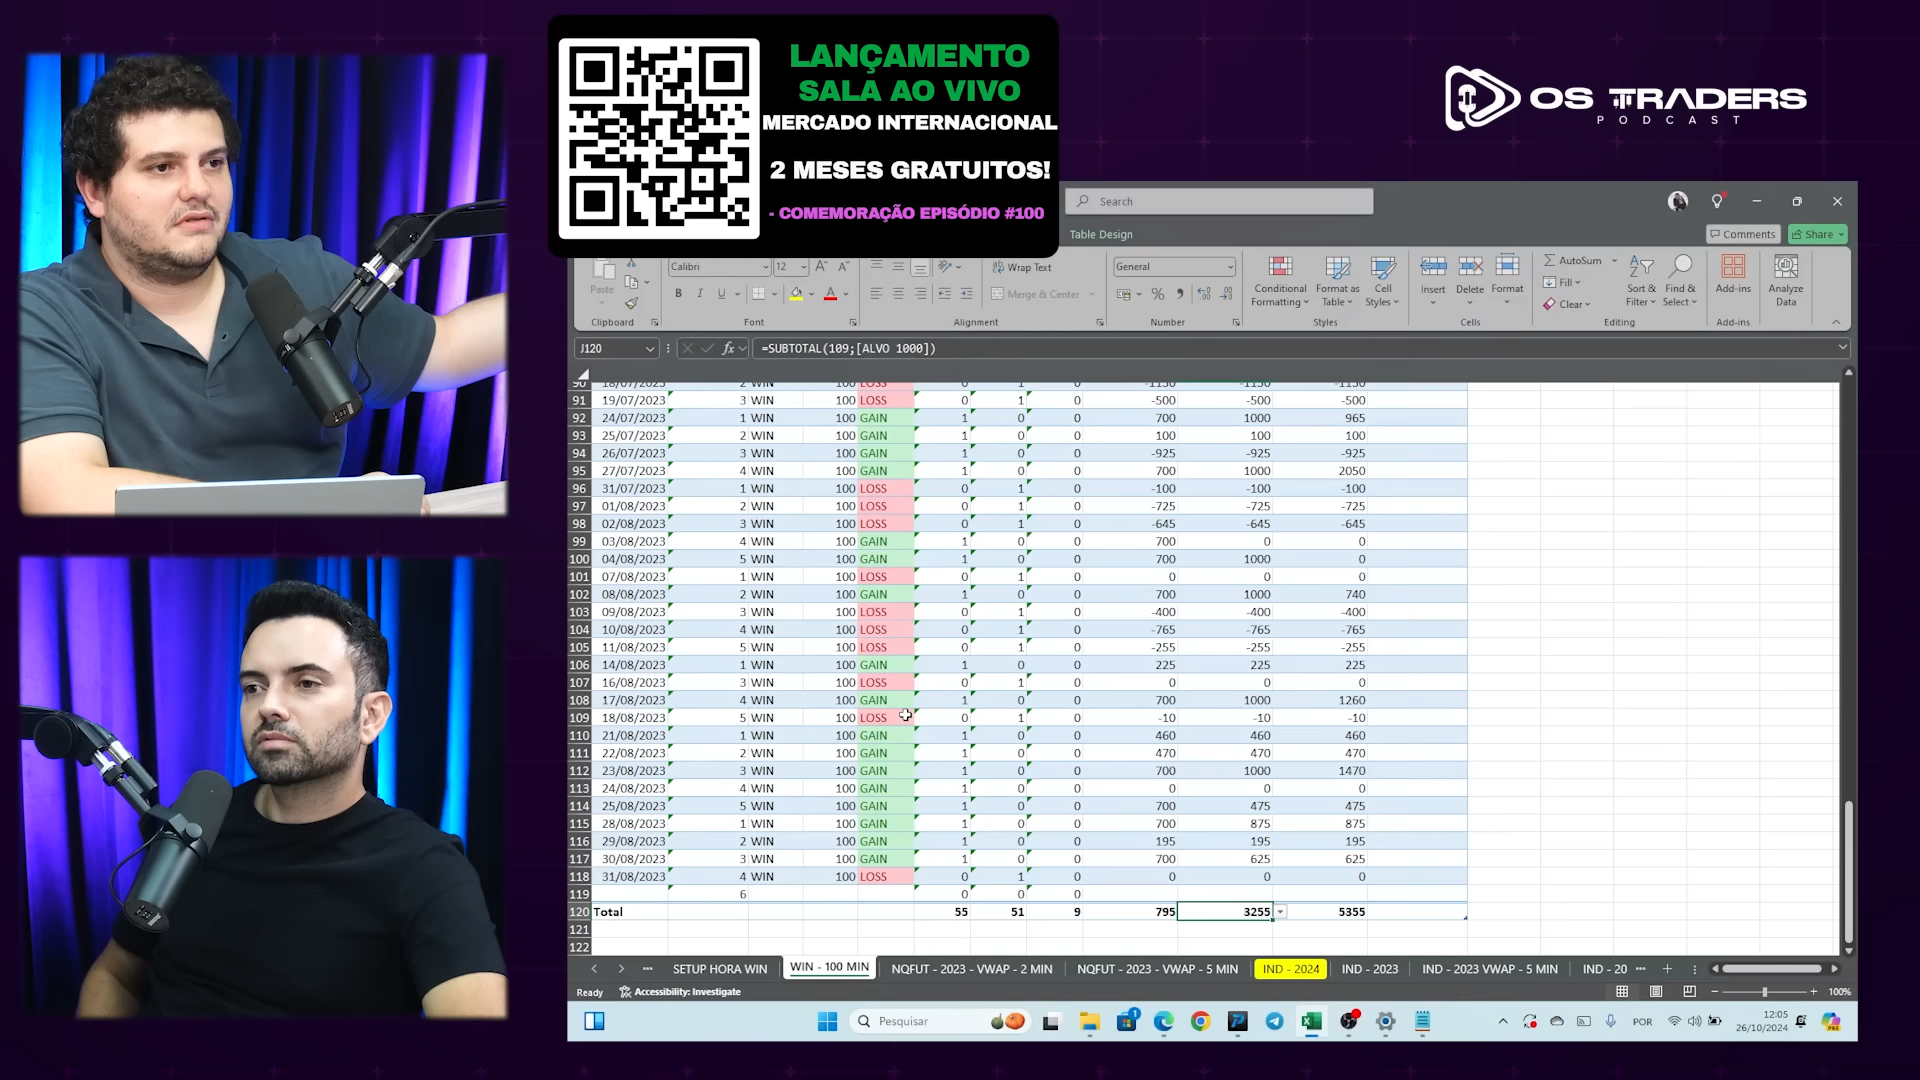 LANÇAMENTO
SALA AO VIVO
MERCADO INTERNACIONAL
2 MESES GRATUITOS!
- COMEMORAÇÃO EPISÓDIO #100
OS TRADERS
PODCAST
Search
Table Design
Comments
Share
Paste
Calibri
12
Wrap Text
Merge & Center
General
Conditional Formatting
Format as Table
Cell Styles
Insert
Delete
Format
AutoSum
Fill
Clear
Sort & Filter
Find & Select
Add-ins
Analyze Data
B I U
Clipboard
Font
Alignment
Number
Styles
Cells
Editing
Add-ins
J120
fx
=SUBTOTAL(109;[ALVO 1000])
90 18/07/2023 2 WIN 100 LOSS 0 1 0 -1150 -1150 -1150
91 19/07/2023 3 WIN 100 LOSS 0 1 0 -500 -500 -500
92 24/07/2023 1 WIN 100 GAIN 1 0 0 700 1000 965
93 25/07/2023 2 WIN 100 GAIN 1 0 0 100 100 100
94 26/07/2023 3 WIN 100 GAIN 1 0 0 -925 -925 -925
95 27/07/2023 4 WIN 100 GAIN 1 0 0 700 1000 2050
96 31/07/2023 1 WIN 100 LOSS 0 1 0 -100 -100 -100
97 01/08/2023 2 WIN 100 LOSS 0 1 0 -725 -725 -725
98 02/08/2023 3 WIN 100 LOSS 0 1 0 -645 -645 -645
99 03/08/2023 4 WIN 100 GAIN 1 0 0 700 0 0
100 04/08/2023 5 WIN 100 GAIN 1 0 0 700 1000 0
101 07/08/2023 1 WIN 100 LOSS 0 1 0 0 0 0
102 08/08/2023 2 WIN 100 GAIN 1 0 0 700 1000 740
103 09/08/2023 3 WIN 100 LOSS 0 1 0 -400 -400 -400
104 10/08/2023 4 WIN 100 LOSS 0 1 0 -765 -765 -765
105 11/08/2023 5 WIN 100 LOSS 0 1 0 -255 -255 -255
106 14/08/2023 1 WIN 100 GAIN 1 0 0 225 225 225
107 16/08/2023 3 WIN 100 LOSS 0 1 0 0 0 0
108 17/08/2023 4 WIN 100 GAIN 1 0 0 700 1000 1260
109 18/08/2023 5 WIN 100 LOSS 0 1 0 -10 -10 -10
110 21/08/2023 1 WIN 100 GAIN 1 0 0 460 460 460
111 22/08/2023 2 WIN 100 GAIN 1 0 0 470 470 470
112 23/08/2023 3 WIN 100 GAIN 1 0 0 700 1000 1470
113 24/08/2023 4 WIN 100 GAIN 1 0 0 0 0 0
114 25/08/2023 5 WIN 100 GAIN 1 0 0 700 475 475
115 28/08/2023 1 WIN 100 GAIN 1 0 0 700 875 875
116 29/08/2023 2 WIN 100 GAIN 1 0 0 195 195 195
117 30/08/2023 3 WIN 100 GAIN 1 0 0 700 625 625
118 31/08/2023 4 WIN 100 LOSS 0 1 0 0 0 0
119 6 0 0 0
120 Total 55 51 9 795 3255 5355
121
122
SETUP HORA WIN
WIN - 100 MIN
NQFUT - 2023 - VWAP - 2 MIN
NQFUT - 2023 - VWAP - 5 MIN
IND - 2024
IND - 2023
IND - 2023 VWAP - 5 MIN
IND - 20
Ready
Accessibility: Investigate
100%
Pesquisar
POR
12:05
26/10/2024